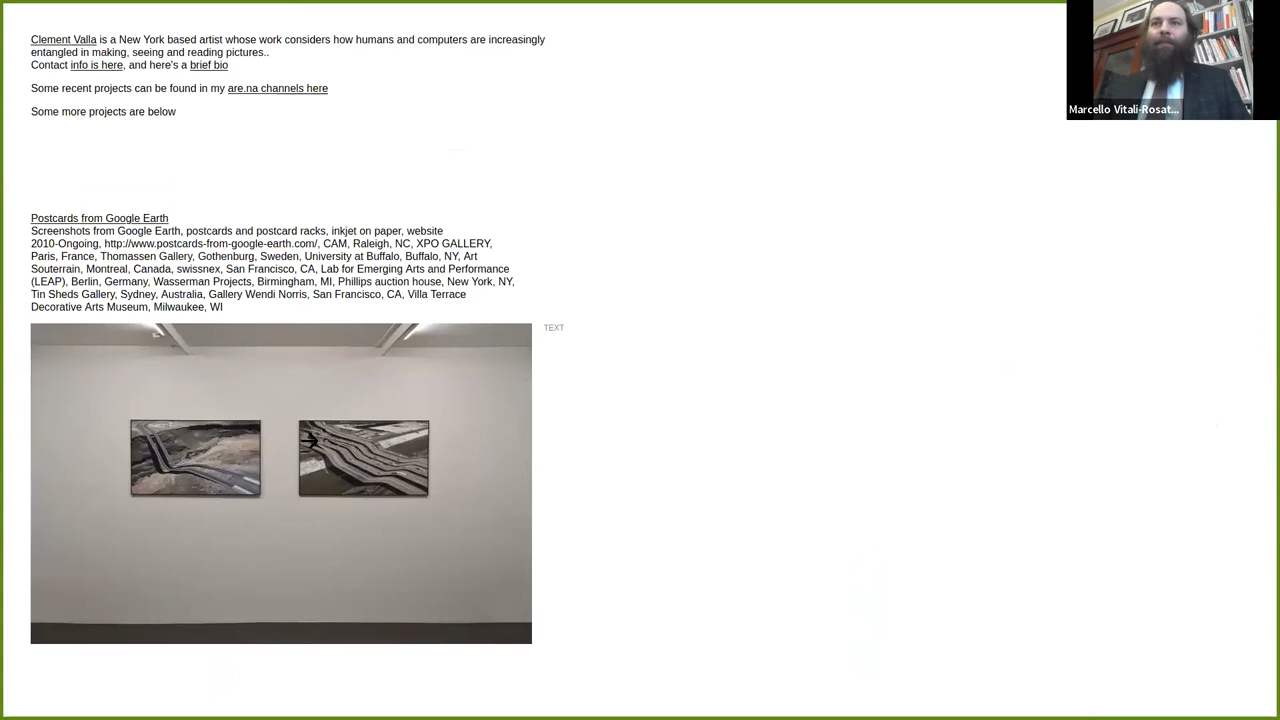 Clement Valla is a New York based artist whose work considers how humans and computers are increasingly
entangled in making, seeing and reading pictures..
Contact info is here, and here's a brief bio
Some recent projects can be found in my are.na channels here
Some more projects are below
Marcello Vitali-Rosat...
Postcards from Google Earth
Screenshots from Google Earth, postcards and postcard racks, inkjet on paper, website
2010-Ongoing, http://www.postcards-from-google-earth.com/, CAM, Raleigh, NC, XPO GALLERY,
Paris, France, Thomassen Gallery, Gothenburg, Sweden, University at Buffalo, Buffalo, NY, Art
Souterrain, Montreal, Canada, swissnex, San Francisco, CA, Lab for Emerging Arts and Performance
(LEAP), Berlin, Germany, Wasserman Projects, Birmingham, MI, Phillips auction house, New York, NY,
Tin Sheds Gallery, Sydney, Australia, Gallery Wendi Norris, San Francisco, CA, Villa Terrace
Decorative Arts Museum, Milwaukee, WI
TEXT